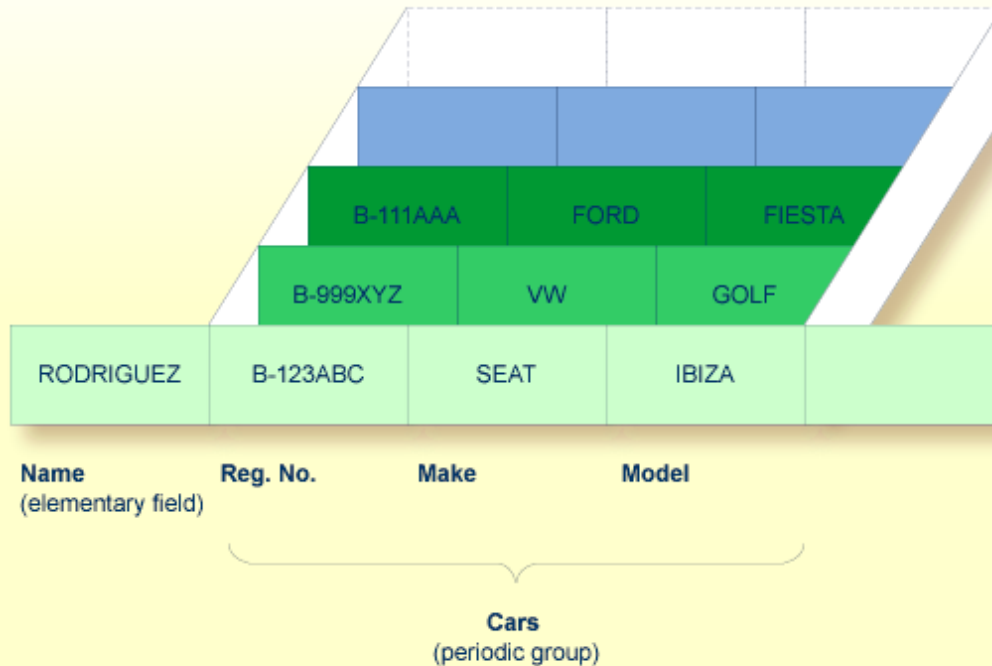 B-111AAA FORD FIESTA
B-999XYZ VW GOLF
RODRIGUEZ B-123ABC SEAT IBIZA
Name Reg. No. Make Model
(elementary field)
Cars
(periodic group)